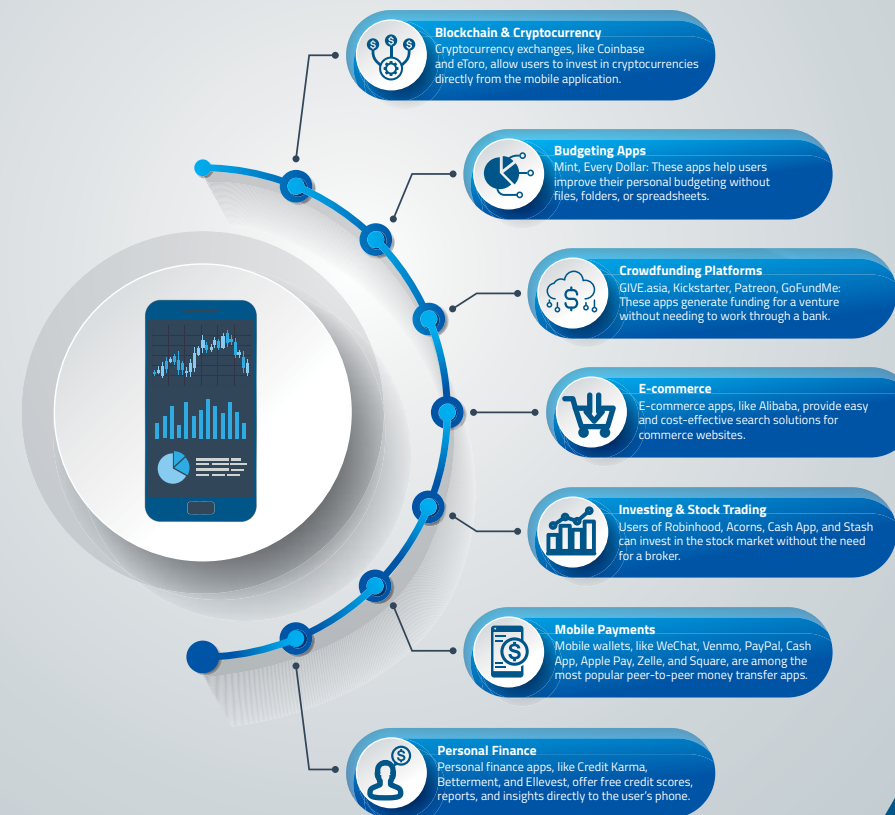 Blockchain & Cryptocurrency
Cryptocurrency exchanges, like Coinbase
and eToro, allow users to invest in cryptocurrencies
directly from the mobile application.
Budgeting Apps
Mint, Every Dollar: These apps help users
improve their personal budgeting without
files, folders, or spreadsheets.
Crowdfunding Platforms
GIVE.asia, Kickstarter, Patreon, GoFundMe:
These apps generate funding for a venture
without needing to work through a bank.
E-commerce
E-commerce apps, like Alibaba, provide easy
and cost-effective search solutions for
commerce websites.
Investing & Stock Trading
Users of Robinhood, Acorns, Cash App, and Stash
can invest in the stock market without the need
for a broker.
Mobile Payments
Mobile wallets, like WeChat, Venmo, PayPal, Cash
App, Apple Pay, Zelle, and Square, are among the
most popular peer-to-peer money transfer apps.
Personal Finance
Personal finance apps, like Credit Karma,
Betterment, and Ellevest, offer free credit scores,
reports, and insights directly to the user's phone.